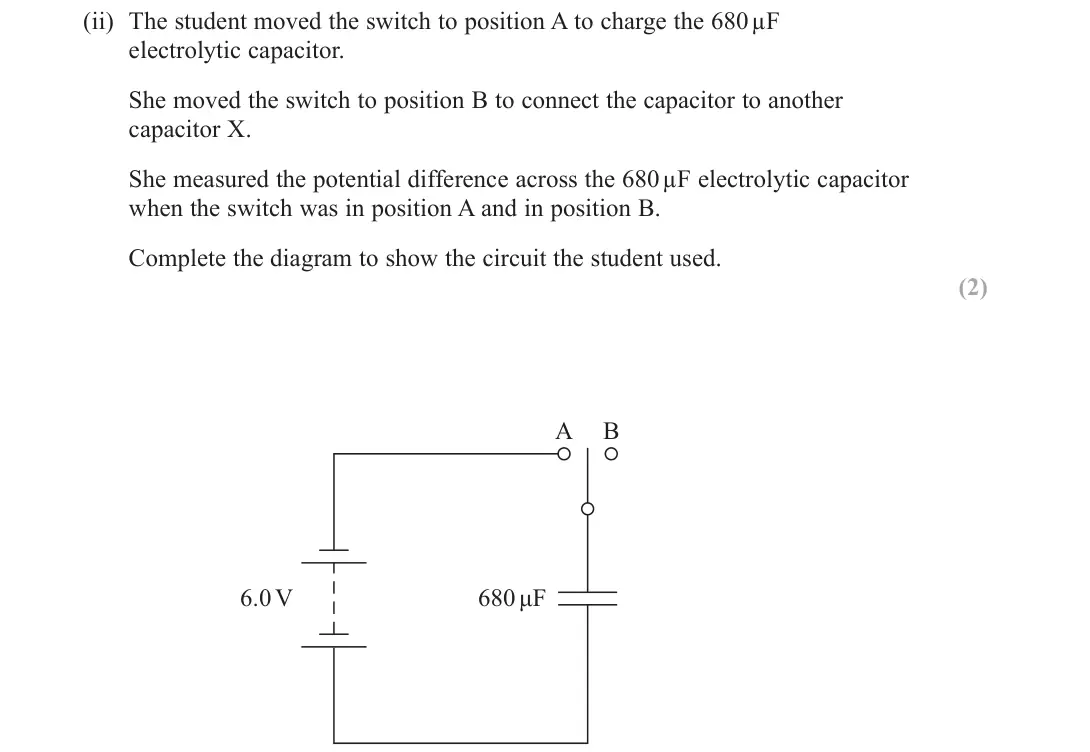 (ii) The student moved the switch to position A to charge the 680 μF
electrolytic capacitor.
She moved the switch to position B to connect the capacitor to another
capacitor X.
She measured the potential difference across the 680 μF electrolytic capacitor
when the switch was in position A and in position B.
Complete the diagram to show the circuit the student used.
(2)
A B
6.0 V
680 μF